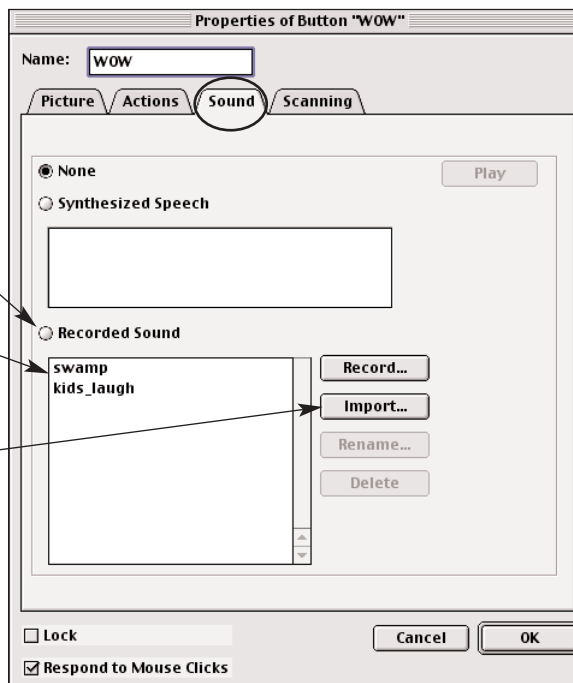 Properties of Button "WOW"
Name: WOW
Picture Actions Sound Scanning
None Play
Synthesized Speech
Recorded Sound
swamp Record...
kids_laugh
Import...
Rename...
Delete
Lock Cancel OK
Respond to Mouse Clicks